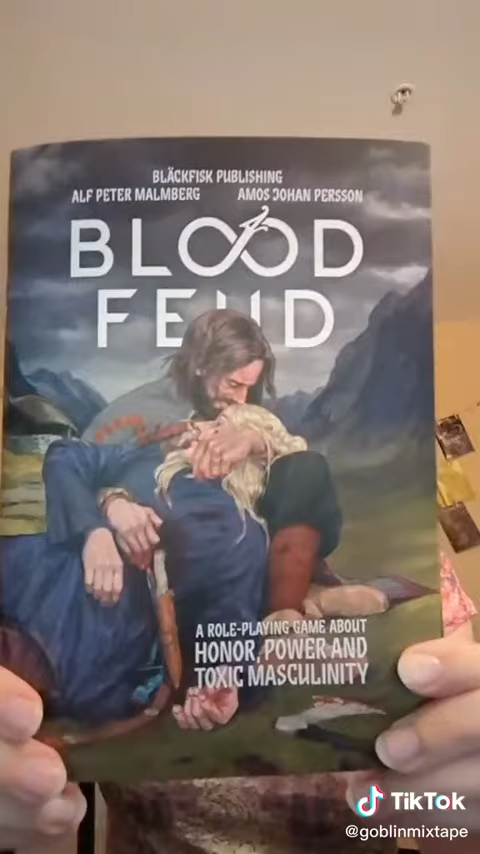 BLÄCKFISK PUBLISHING
ALF PETER MALMBERG AMOS JOHAN PERSSON
BLOOD
FEUD
A ROLE-PLAYING GAME ABOUT
HONOR, POWER AND
TOXIC MASCULINITY
TikTok
@goblinmixtape